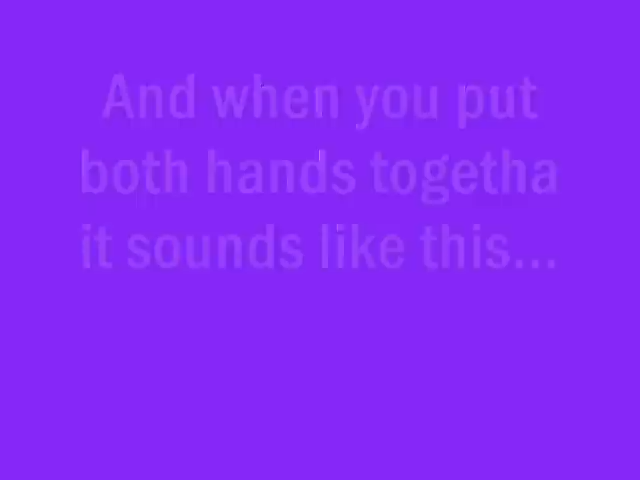 And when you put
both hands togetha
it sounds like this...